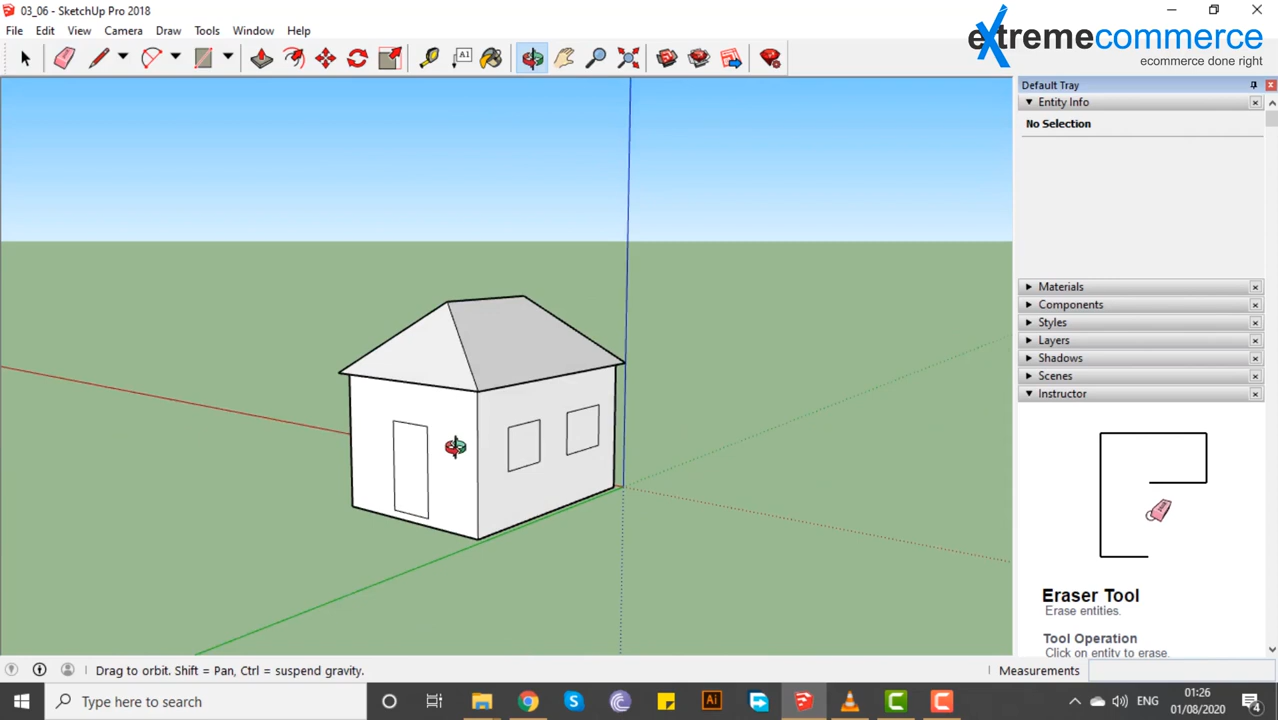 03_06 - SketchUp Pro 2018
File Edit View Camera Draw Tools Window Help
extremecommerce
ecommerce done right
A1
Default Tray
Entity Info
No Selection
Materials
Components
Styles
Layers
Shadows
Scenes
Instructor
Eraser Tool
Erase entities.
Tool Operation
Click on entity to erase.
Drag to orbit. Shift = Pan, Ctrl = suspend gravity.
Measurements
Type here to search
Ai
ENG
01:26
01/08/2020
4